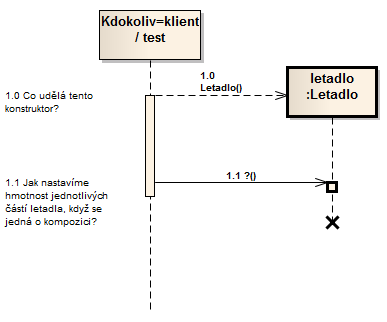 Kdokoliv=klient
/ test
1.0
Letadlo()
letadlo
:Letadlo
1.0 Co udělá tento
konstruktor?
1.1 ?()
1.1 Jak nastavíme
hmotnost jednotlivých
částí letadla, když se
jedná o kompozici?